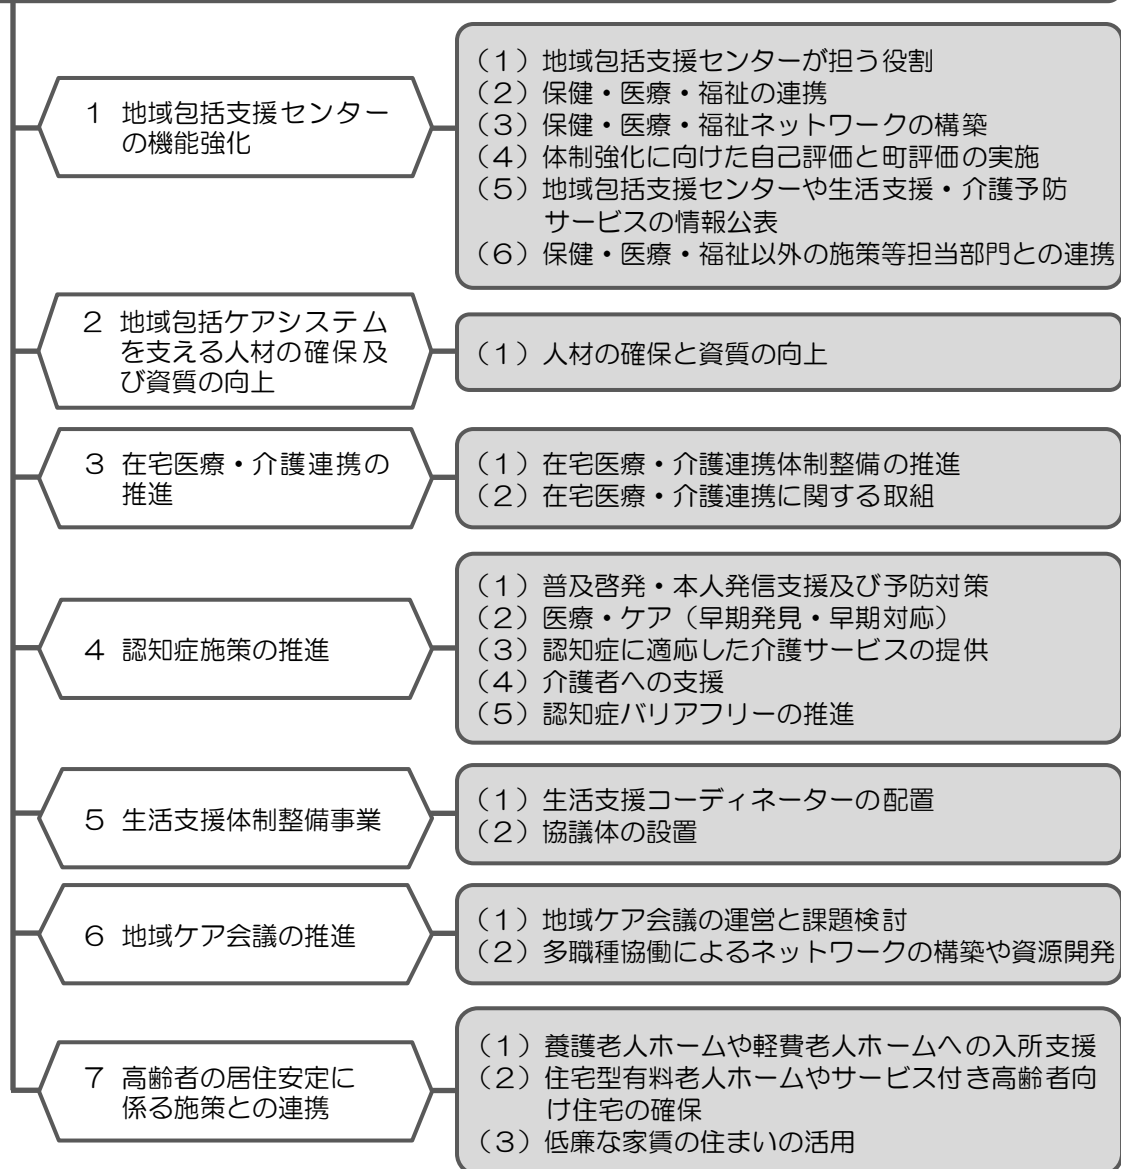 １ 地域包括支援センター
の機能強化
（１）地域包括支援センターが担う役割
（２）保健・医療・福祉の連携
（３）保健・医療・福祉ネットワークの構築
（４）体制強化に向けた自己評価と町評価の実施
（５）地域包括支援センターや生活支援・介護予防
サービスの情報公表
（６）保健・医療・福祉以外の施策等担当部門との連携
２ 地域包括ケアシステム
を支える人材の確保及
び資質の向上
（１）人材の確保と資質の向上
３ 在宅医療・介護連携の
推進
（１）在宅医療・介護連携体制整備の推進
（２）在宅医療・介護連携に関する取組
４ 認知症施策の推進
（１）普及啓発・本人発信支援及び予防対策
（２）医療・ケア（早期発見・早期対応）
（３）認知症に適応した介護サービスの提供
（４）介護者への支援
（５）認知症バリアフリーの推進
５ 生活支援体制整備事業
（１）生活支援コーディネーターの配置
（２）協議体の設置
６ 地域ケア会議の推進
（１）地域ケア会議の運営と課題検討
（２）多職種協働によるネットワークの構築や資源開発
７ 高齢者の居住安定に
係る施策との連携
（１）養護老人ホームや軽費老人ホームへの入所支援
（２）住宅型有料老人ホームやサービス付き高齢者向
け住宅の確保
（３）低廉な家賃の住まいの活用